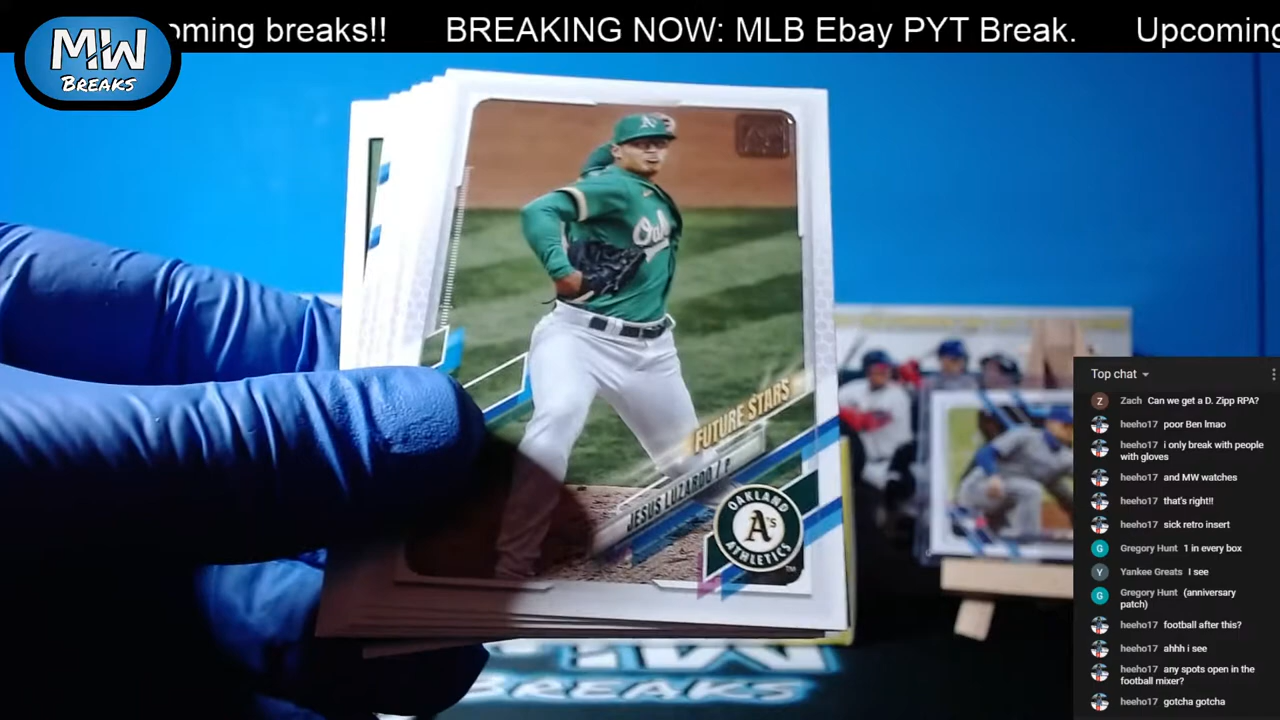 oming breaks!! BREAKING NOW: MLB Ebay PYT Break. Upcoming
MW
BREAKS
A
Oak
FUTURE STARS
JESUS LUZARDO / P
OAKLAND
A's
ATHLETICS
TM
BREAKS
Top chat
Z Zach Can we get a D. Zipp RPA?
heeho17 poor Ben lmao
heeho17 i only break with people
with gloves
heeho17 and MW watches
heeho17 that's right!!
heeho17 sick retro insert
G Gregory Hunt 1 in every box
Y Yankee Greats I see
G Gregory Hunt (anniversary
patch)
heeho17 football after this?
heeho17 ahhh i see
heeho17 any spots open in the
football mixer?
heeho17 gotcha gotcha